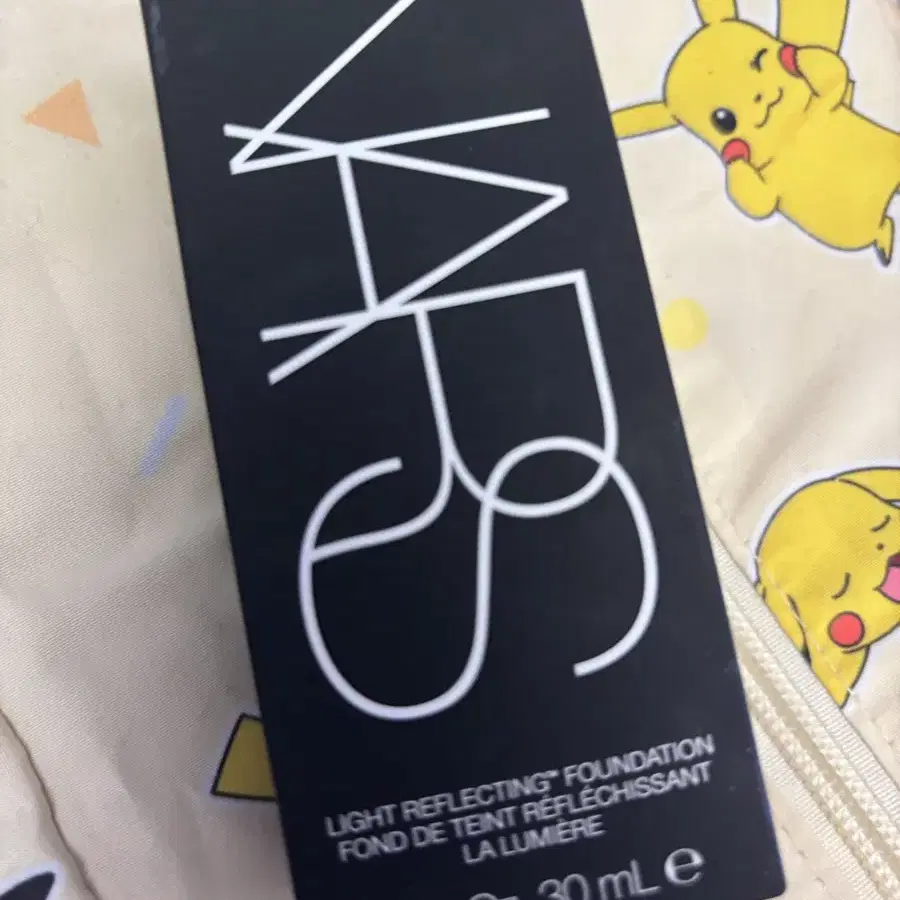 NARS
LIGHT REFLECTING™ FOUNDATION
FOND DE TEINT RÉFLÉCHISSANT
LA LUMIÈRE
30 mL e